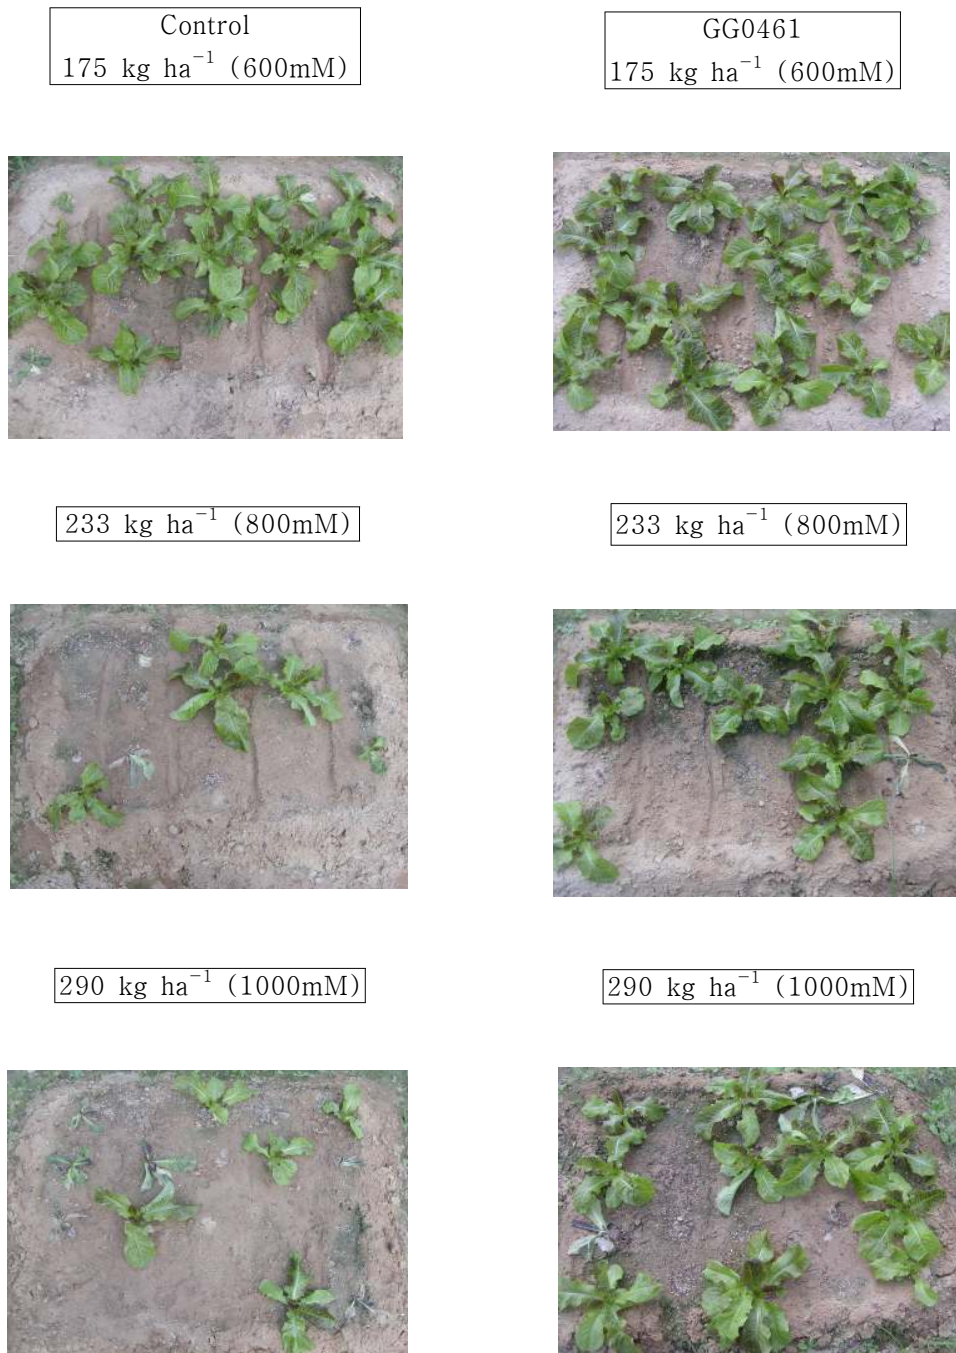 Control
175 kg ha⁻¹ (600mM)
GG0461
175 kg ha⁻¹ (600mM)
233 kg ha⁻¹ (800mM)
233 kg ha⁻¹ (800mM)
290 kg ha⁻¹ (1000mM)
290 kg ha⁻¹ (1000mM)